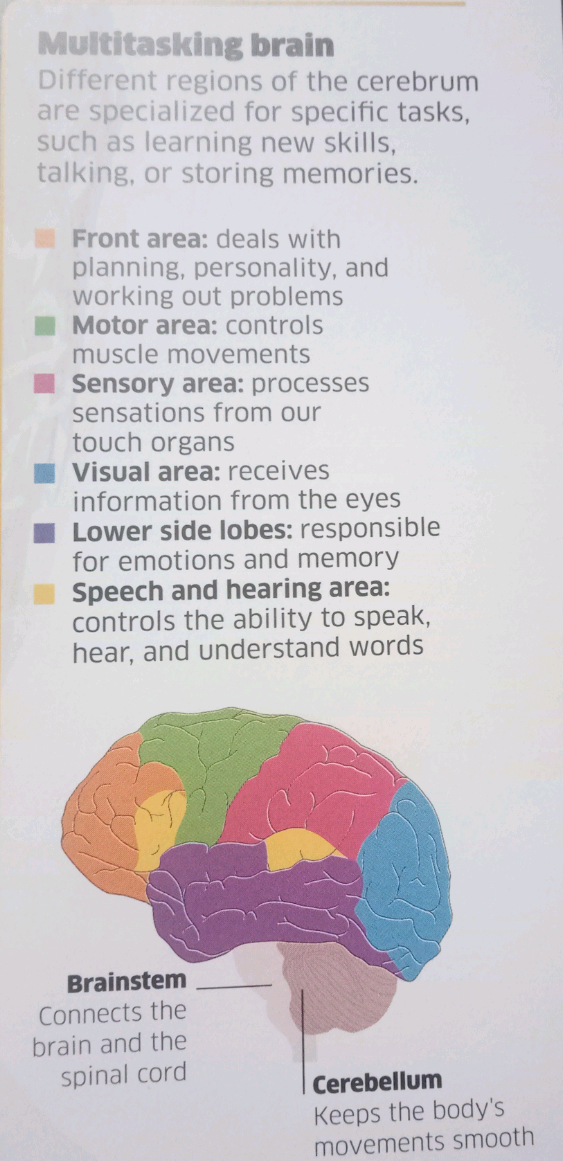 Multitasking brain
Different regions of the cerebrum
are specialized for specific tasks,
such as learning new skills,
talking, or storing memories.
Front area: deals with
planning, personality, and
working out problems
Motor area: controls
muscle movements
Sensory area: processes
sensations from our
touch organs
Visual area: receives
information from the eyes
Lower side lobes: responsible
for emotions and memory
Speech and hearing area:
controls the ability to speak,
hear, and understand words
Brainstem
Connects the
brain and the
spinal cord
Cerebellum
Keeps the body's
movements smooth